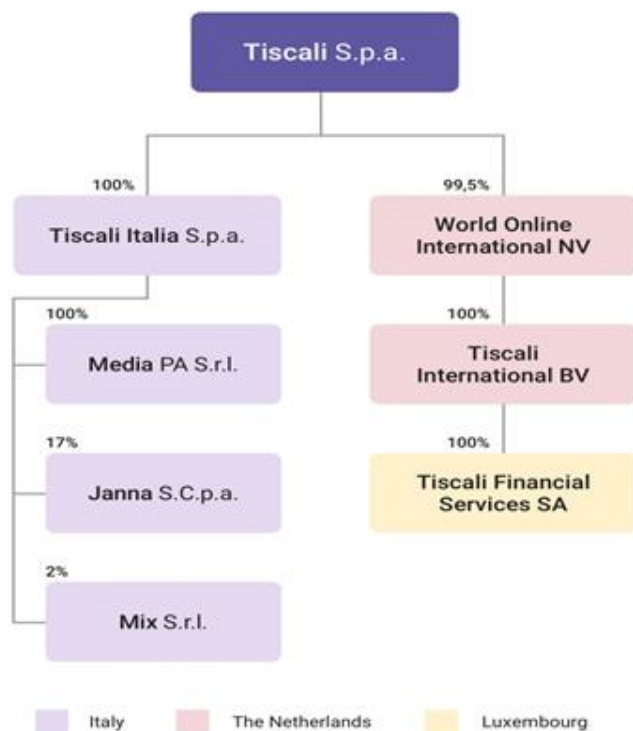 Tiscali S.p.a.
100%
Tiscali Italia S.p.a.
100%
Media PA S.r.l.
17%
Janna S.C.p.a.
2%
Mix S.r.l.
99,5%
World Online
International NV
100%
Tiscali
International BV
100%
Tiscali Financial
Services SA
Italy
The Netherlands
Luxembourg